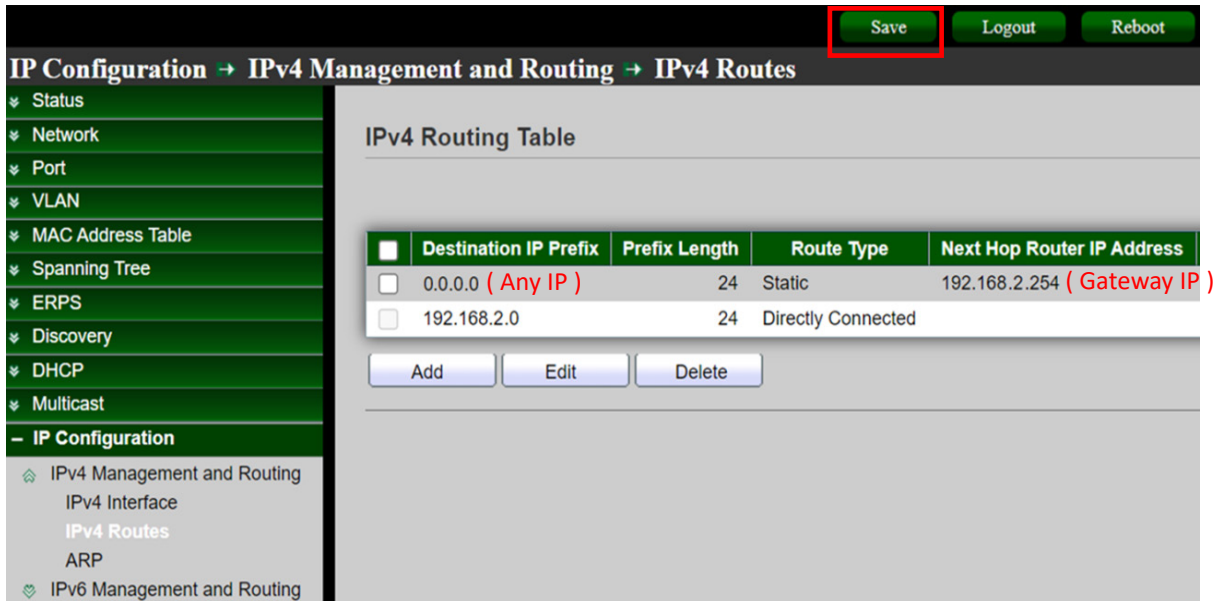 Save Logout Reboot
IP Configuration → IPv4 Management and Routing → IPv4 Routes
Status
Network
Port
VLAN
MAC Address Table
Spanning Tree
ERPS
Discovery
DHCP
Multicast
IP Configuration
IPv4 Management and Routing
IPv4 Interface
IPv4 Routes
ARP
IPv6 Management and Routing
IPv4 Routing Table
Destination IP Prefix Prefix Length Route Type Next Hop Router IP Address
0.0.0.0 ( Any IP ) 24 Static 192.168.2.254 ( Gateway IP )
192.168.2.0 24 Directly Connected
Add Edit Delete